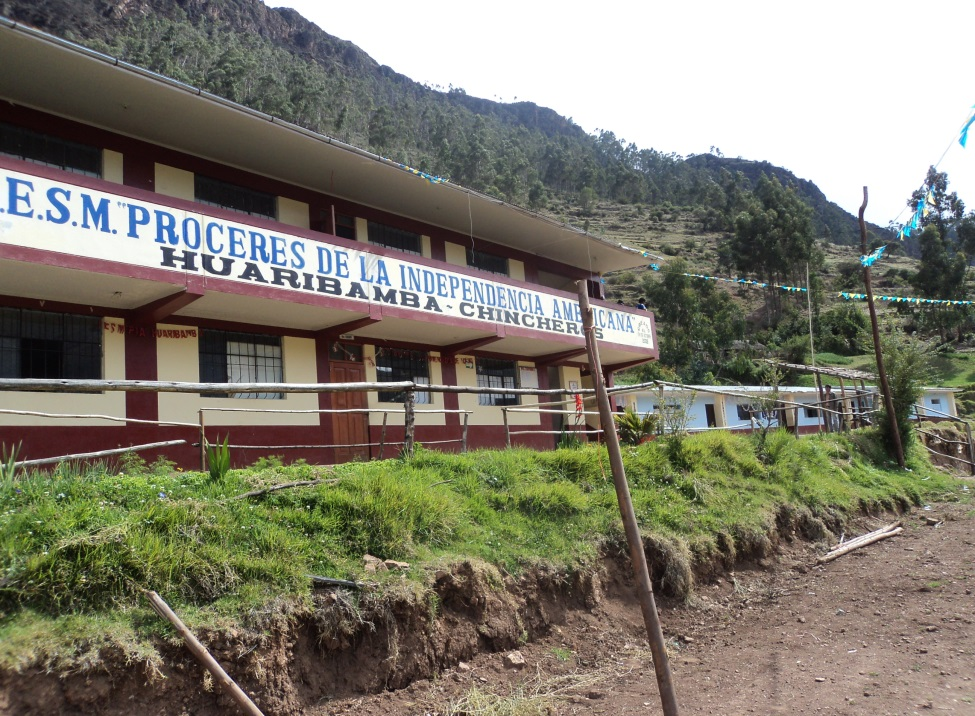 .E.S.M. "PROCERES DE LA INDEPENDENCIA AMERICANA"
HUARIBAMBA - CHINCHEROS